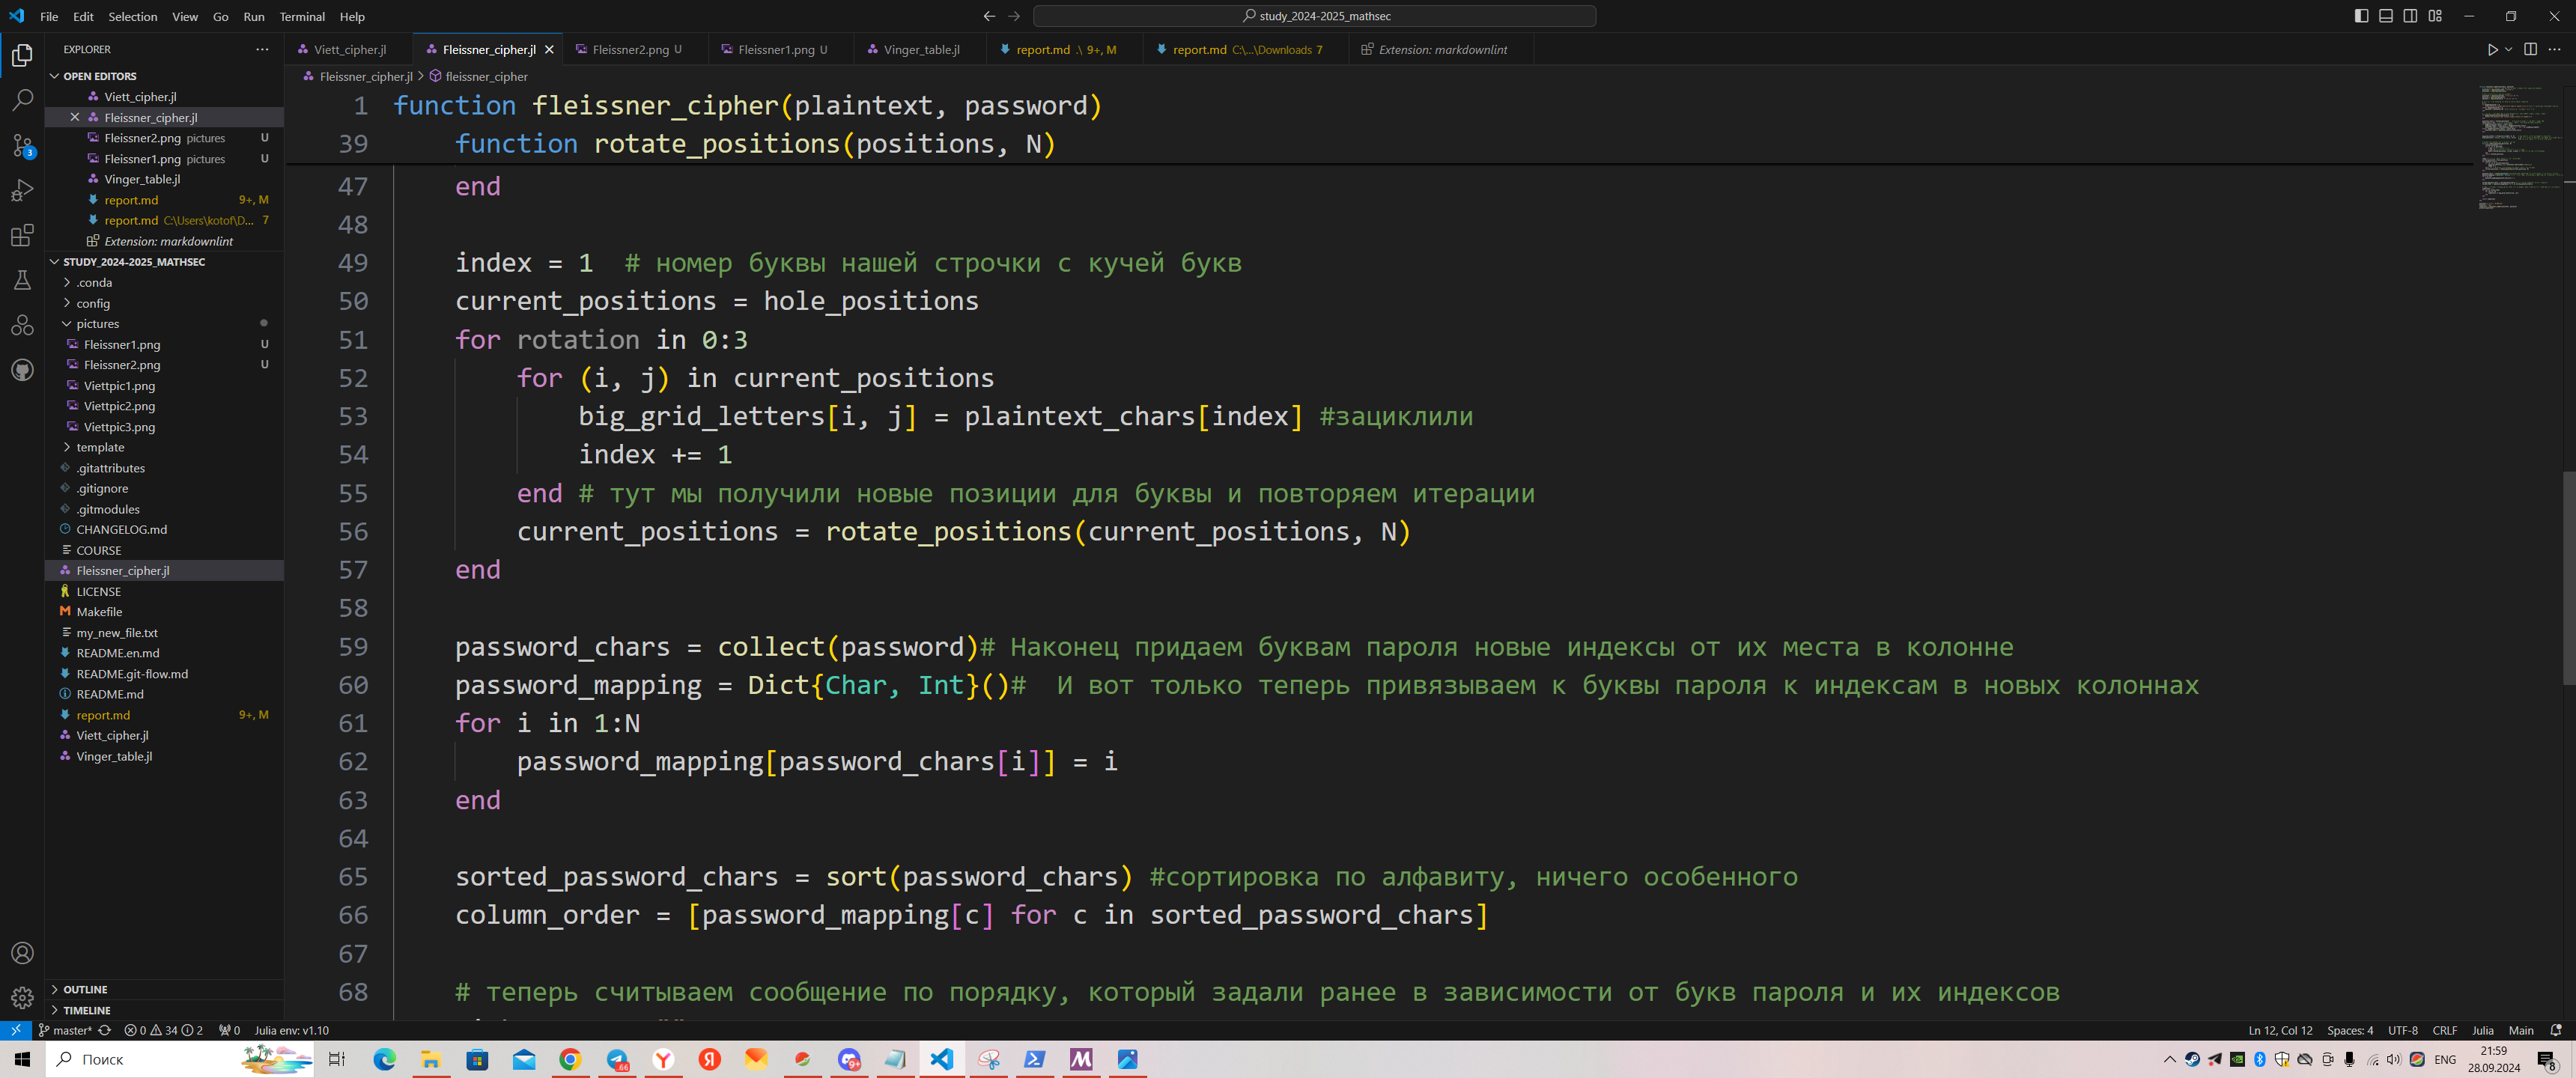 File Edit Selection View Go Run Terminal Help
study_2024-2025_mathsec
EXPLORER
OPEN EDITORS
Viett_cipher.jl
Fleissner_cipher.jl
Fleissner2.png pictures U
Fleissner1.png pictures U
Vinger_table.jl
report.md 9+, M
report.md C:\Users\kotof\D... 7
Extension: markdownlint
STUDY_2024-2025_MATHSEC
.conda
config
pictures
Fleissner1.png U
Fleissner2.png U
Viettpic1.png
Viettpic2.png
Viettpic3.png
template
.gitattributes
.gitignore
.gitmodules
CHANGELOG.md
COURSE
Fleissner_cipher.jl
LICENSE
Makefile
my_new_file.txt
README.en.md
README.git-flow.md
README.md
report.md 9+, M
Viett_cipher.jl
Vinger_table.jl
OUTLINE
TIMELINE
Viett_cipher.jl Fleissner_cipher.jl Fleissner2.png U Fleissner1.png U Vinger_table.jl report.md .\ 9+, M report.md C:\...\Downloads 7 Extension: markdownlint
Fleissner_cipher.jl > fleissner_cipher
1 function fleissner_cipher(plaintext, password)
39 function rotate_positions(positions, N)
47 end
48
49 index = 1 # номер буквы нашей строчки с кучей букв
50 current_positions = hole_positions
51 for rotation in 0:3
52 for (i, j) in current_positions
53 big_grid_letters[i, j] = plaintext_chars[index] #зациклили
54 index += 1
55 end # тут мы получили новые позиции для буквы и повторяем итерации
56 current_positions = rotate_positions(current_positions, N)
57 end
58
59 password_chars = collect(password)# Наконец придаем буквам пароля новые индексы от их места в колонне
60 password_mapping = Dict{Char, Int}()# И вот только теперь привязываем к буквы пароля к индексам в новых колоннах
61 for i in 1:N
62 password_mapping[password_chars[i]] = i
63 end
64
65 sorted_password_chars = sort(password_chars) #сортировка по алфавиту, ничего особенного
66 column_order = [password_mapping[c] for c in sorted_password_chars]
67
68 # теперь считываем сообщение по порядку, который задали ранее в зависимости от букв пароля и их индексов
master* 0 34 2 0 Julia env: v1.10 Ln 12, Col 12 Spaces: 4 UTF-8 CRLF Julia Main
Поиск
ENG
21:59
28.09.2024